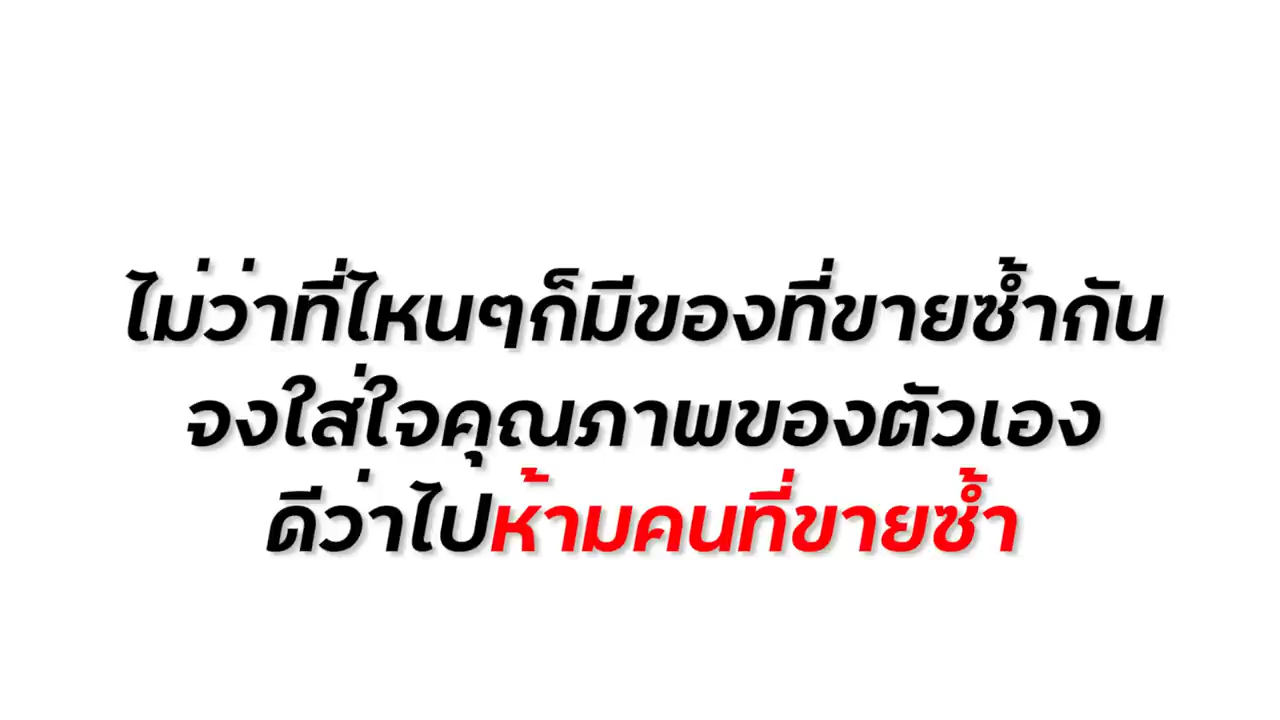 ไม่ว่าที่ไหนๆก็มีของที่ขายซ้ำกัน
จงใส่ใจคุณภาพของตัวเอง
ดีว่าไปห้ามคนที่ขายซ้ำ